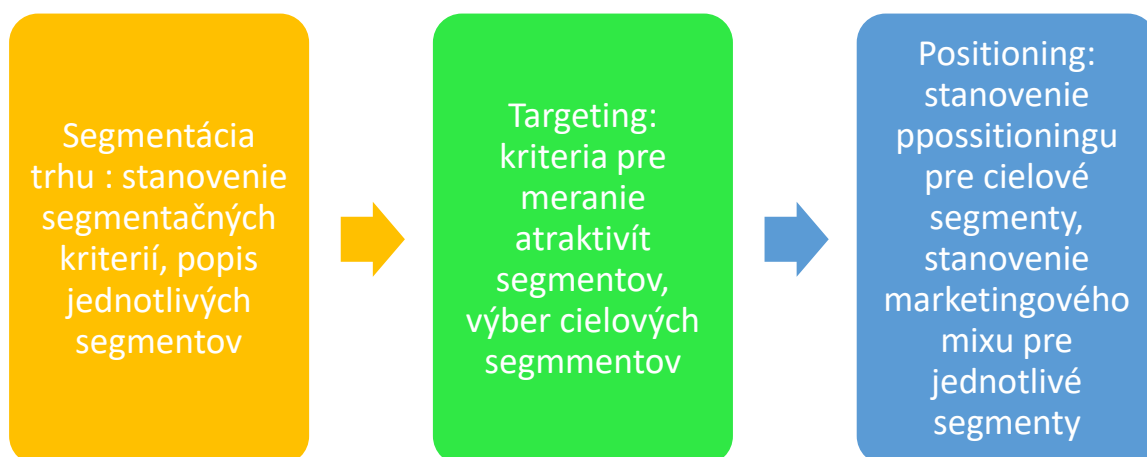 Segmentácia
trhu : stanovenie
segmentačných
kriterií, popis
jednotlivých
segmentov
Targeting:
kriteria pre
meranie
atraktivít
segmentov,
výber cielových
segmmentov
Positioning:
stanovenie
ppossitioningu
pre cielové
segmenty,
stanovenie
marketingového
mixu pre
jednotlivé
segmenty